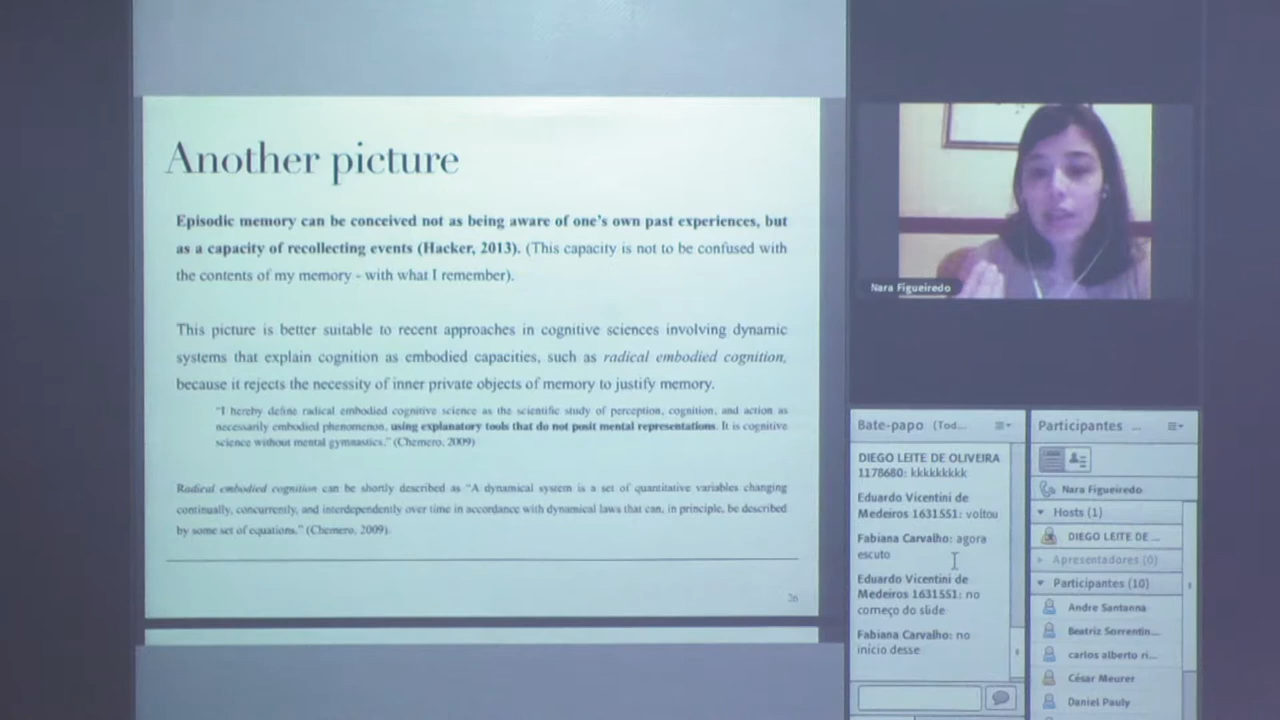 Another picture
Episodic memory can be conceived not as being aware of one's own past experiences, but
as a capacity of recollecting events (Hacker, 2013). (This capacity is not to be confused with
the contents of my memory - with what I remember).
This picture is better suitable to recent approaches in cognitive sciences involving dynamic
systems that explain cognition as embodied capacities, such as radical embodied cognition,
because it rejects the necessity of inner private objects of memory to justify memory.
"I hereby define radical embodied cognitive science as the scientific study of perception, cognition, and action as
necessarily embodied phenomenon, using explanatory tools that do not posit mental representations. It is cognitive
science without mental gymnastics." (Chemero, 2009)
Radical embodied cognition can be shortly described as "A dynamical system is a set of quantitative variables changing
continually, concurrently, and interdependently over time in accordance with dynamical laws that can, in principle, be described
by some set of equations." (Chemero, 2009)
26
Nara Figueiredo
Bate-papo (Tod...
DIEGO LEITE DE OLIVEIRA
1178680: kkkkkkkkk
Eduardo Vicentini de
Medeiros 1631551: voltou
Fabiana Carvalho: agora
escuto
Eduardo Vicentini de
Medeiros 1631551: no
começo do slide
Fabiana Carvalho: no
início desse
Participantes ...
Nara Figueiredo
Hosts (1)
DIEGO LEITE DE ...
Apresentadores (0)
Participantes (10)
Andre Santanna
Beatriz Sorrentin...
carlos alberto ri...
César Meurer
Daniel Pauly